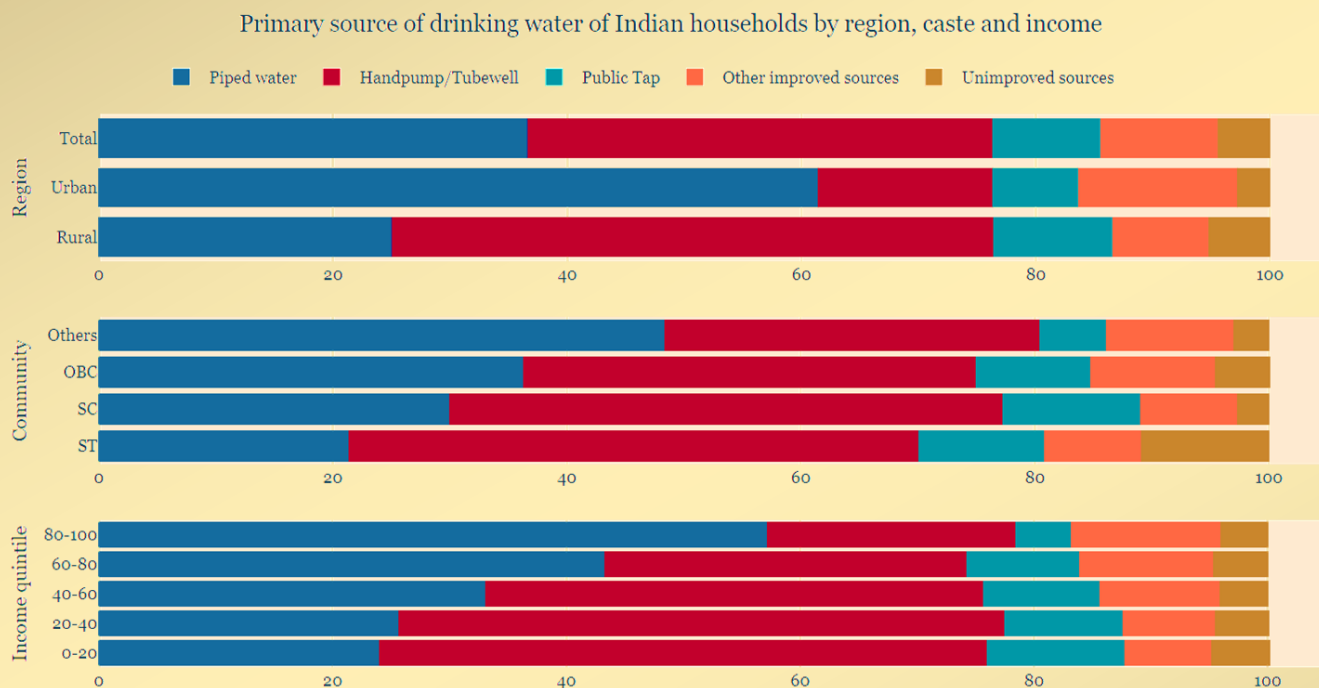 Primary source of drinking water of Indian households by region, caste and income
Piped water Handpump/Tubewell Public Tap Other improved sources Unimproved sources
Region
Total
Urban
Rural
0 20 40 60 80 100
Community
Others
OBC
SC
ST
0 20 40 60 80 100
Income quintile
80-100
60-80
40-60
20-40
0-20
0 20 40 60 80 100